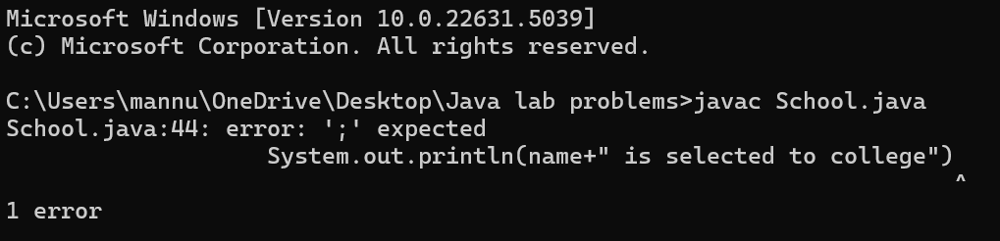 Microsoft Windows [Version 10.0.22631.5039]
(c) Microsoft Corporation. All rights reserved.
C:\Users\mannu\OneDrive\Desktop\Java lab problems>javac School.java
School.java:44: error: ';' expected
System.out.println(name+" is selected to college")
^
1 error